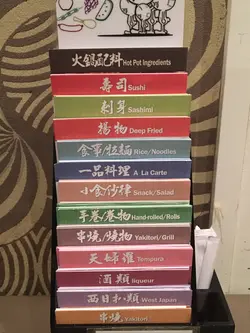 火鍋配料 Hot Pot Ingredients
壽司 Sushi
刺身 Sashimi
揚物 Deep Fried
食事/拉麵 Rice/Noodles
一品料理 A La Carte
小食/沙律 Snack/Salad
手卷/卷物 Hand-rolled/Rolls
串燒/燒物 Yakitori/Grill
天婦羅 Tempura
酒類 liqueur
西日本類 West Japan
串燒 Yakitori